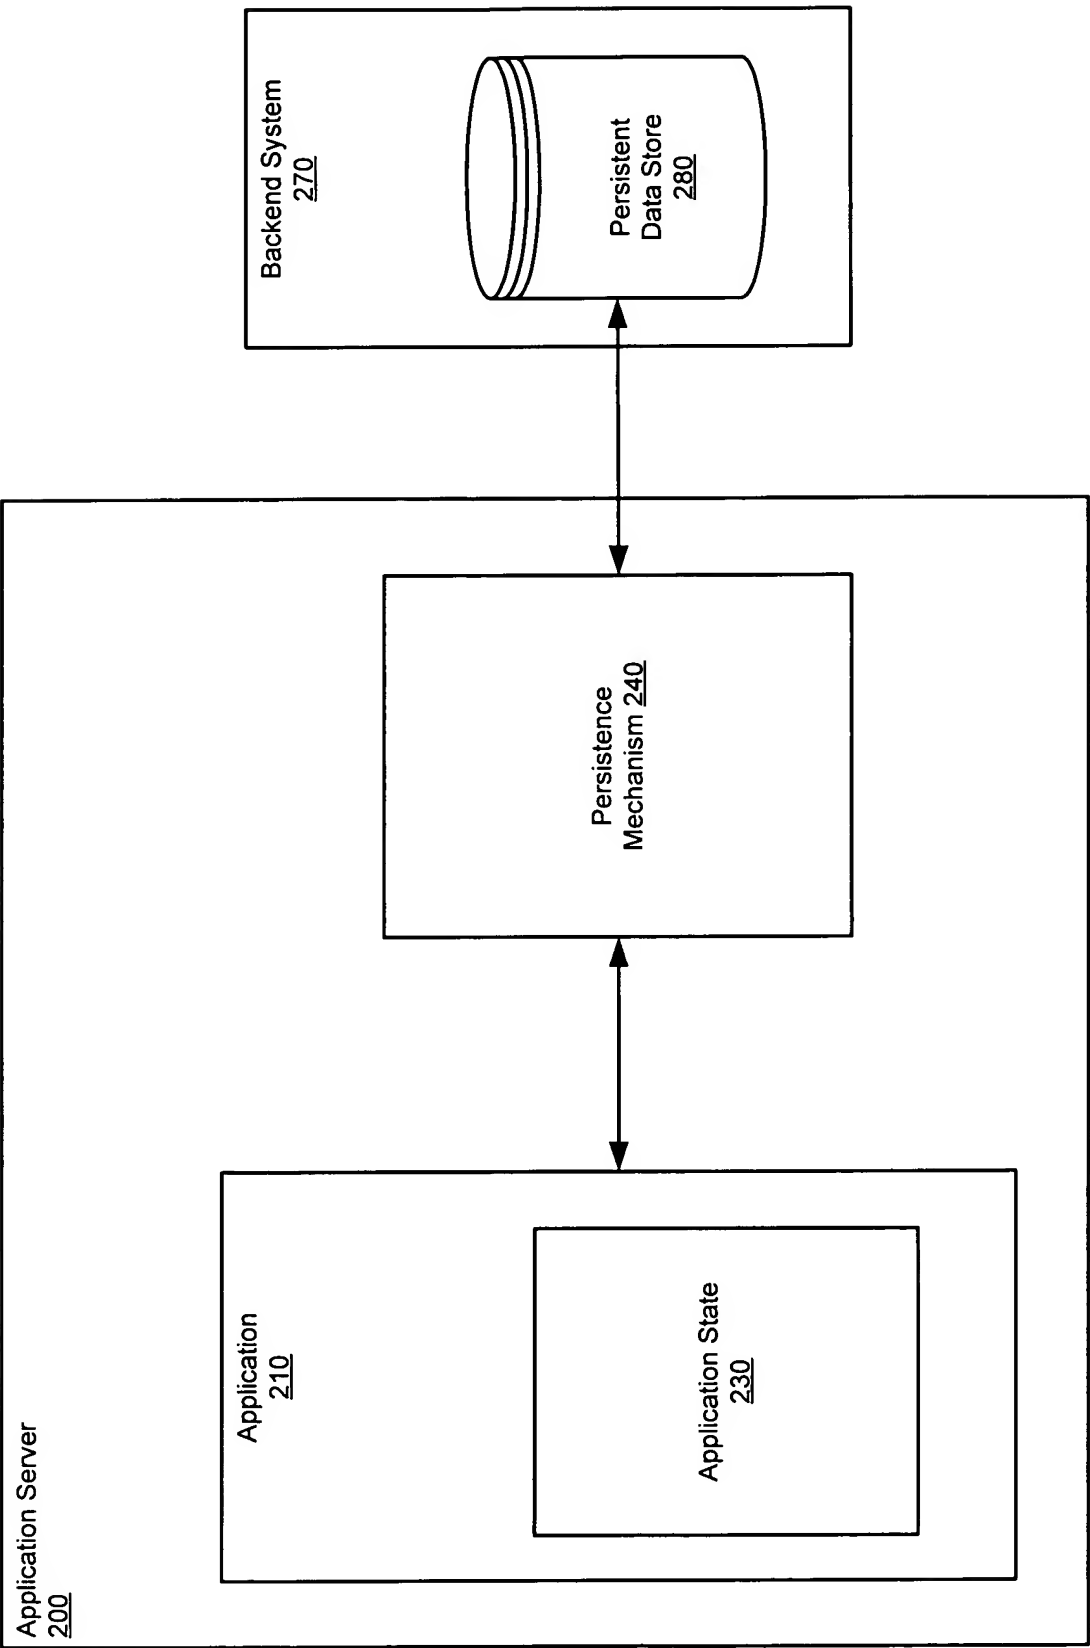 Application Server
200
Application
210
Application State
230
Persistence
Mechanism 240
Backend System
270
Persistent
Data Store
280